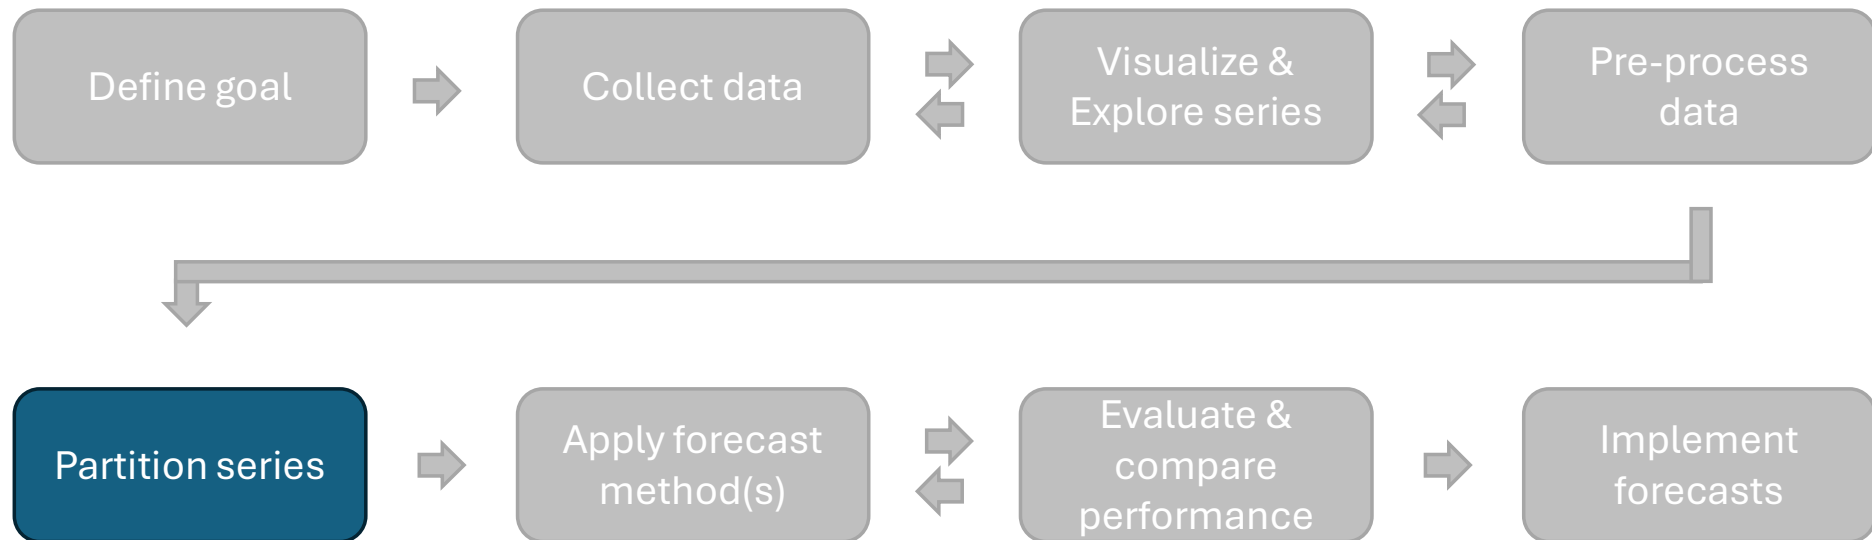 Define goal
Collect data
Visualize &
Explore series
Pre-process
data
Partition series
Apply forecast
method(s)
Evaluate &
compare
performance
Implement
forecasts